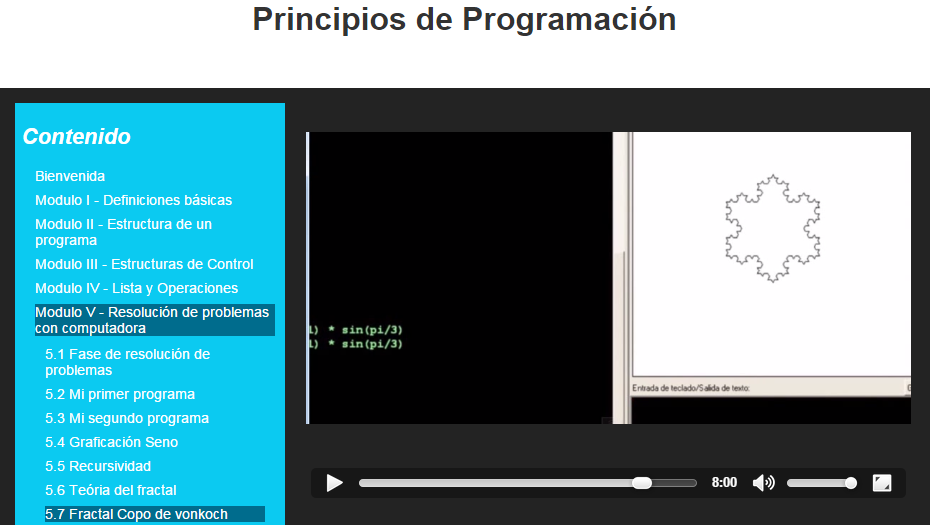 Principios de Programación
Contenido
Bienvenida
Modulo I - Definiciones básicas
Modulo II - Estructura de un
programa
Modulo III - Estructuras de Control
Modulo IV - Lista y Operaciones
Modulo V - Resolución de problemas
con computadora
5.1 Fase de resolución de
problemas
5.2 Mi primer programa
5.3 Mi segundo programa
5.4 Graficación Seno
5.5 Recursividad
5.6 Teória del fractal
5.7 Fractal Copo de vonkoch
1) * sin(pi/3)
1) * sin(pi/3)
Entrada de teclado/Salida de texto:
8:00